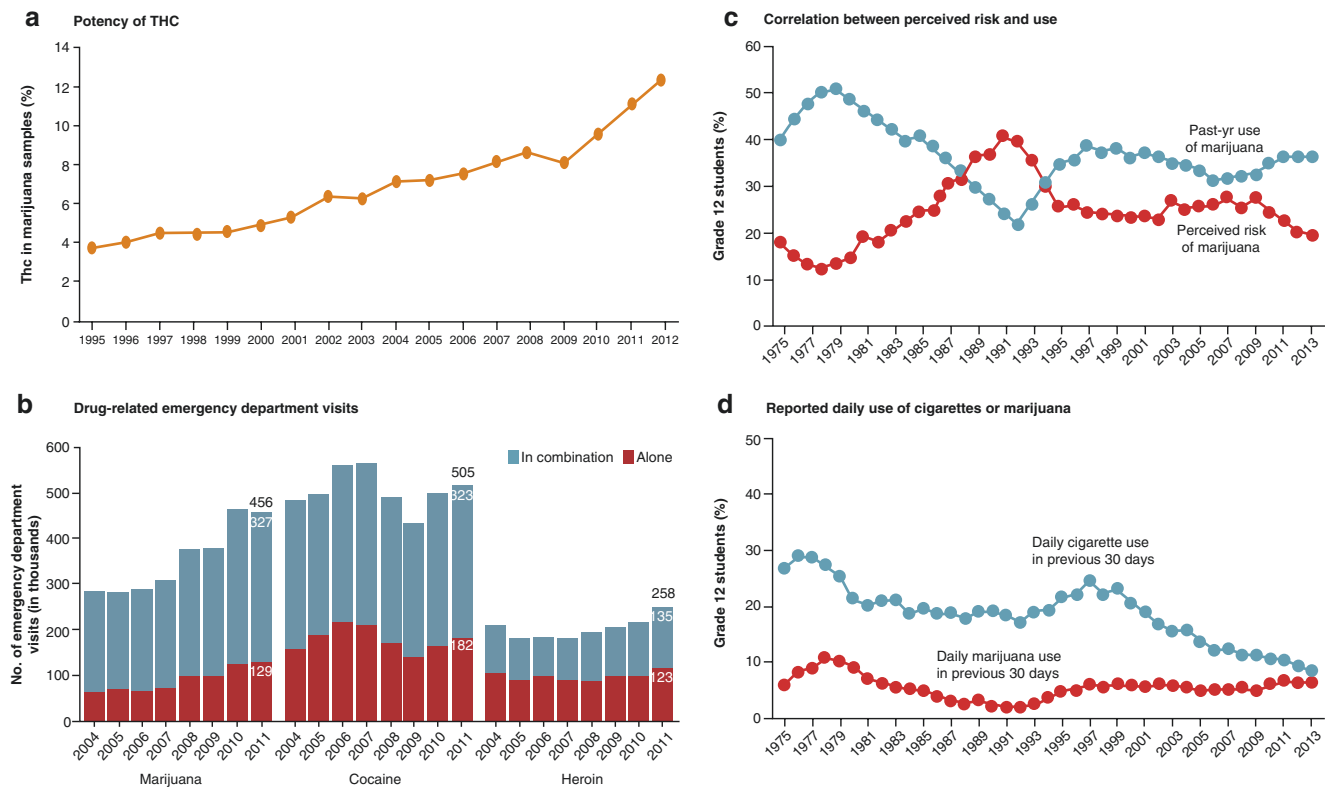 a Potency of THC
Thc in marijuana samples (%)
14
12
10
8
6
4
2
0
1995 1996 1997 1998 1999 2000 2001 2002 2003 2004 2005 2006 2007 2008 2009 2010 2011 2012
b Drug-related emergency department visits
No. of emergency department
visits (in thousands)
600
500
400
300
200
100
0
In combination Alone
456
327
129
505
323
182
258
135
123
2004 2005 2006 2007 2008 2009 2010 2011 2004 2005 2006 2007 2008 2009 2010 2011 2004 2005 2006 2007 2008 2009 2010 2011
Marijuana Cocaine Heroin
c Correlation between perceived risk and use
Grade 12 students (%)
60
50
40
30
20
10
0
Past-yr use
of marijuana
Perceived risk
of marijuana
1975 1977 1979 1981 1983 1985 1987 1989 1991 1993 1995 1997 1999 2001 2003 2005 2007 2009 2011 2013
d Reported daily use of cigarettes or marijuana
Grade 12 students (%)
50
40
30
20
10
0
Daily cigarette use
in previous 30 days
Daily marijuana use
in previous 30 days
1975 1977 1979 1981 1983 1985 1987 1989 1991 1993 1995 1997 1999 2001 2003 2005 2007 2009 2011 2013